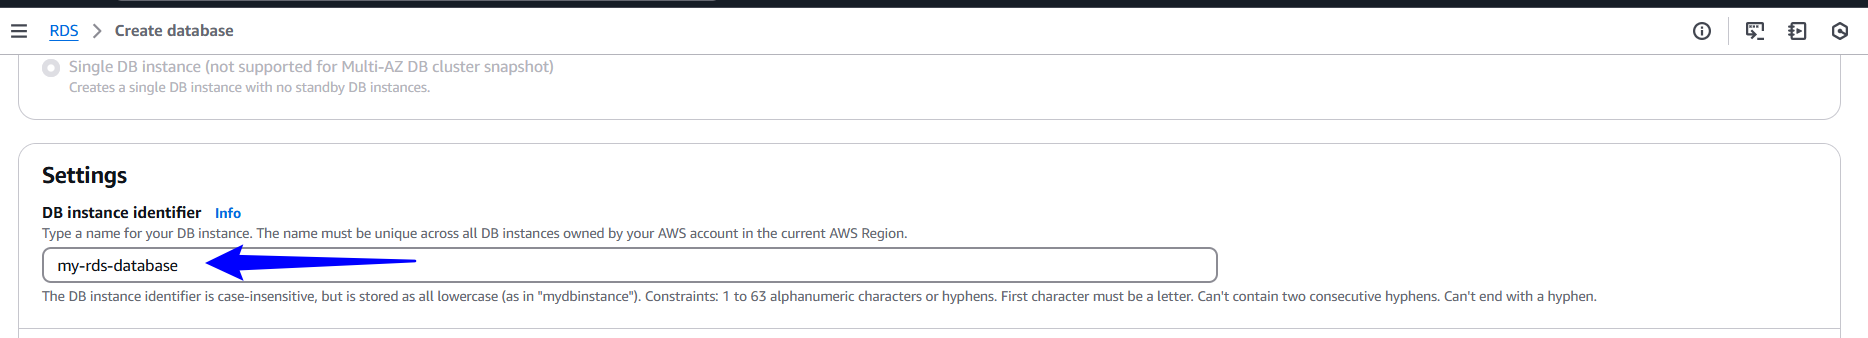 RDS > Create database
Single DB instance (not supported for Multi-AZ DB cluster snapshot)
Creates a single DB instance with no standby DB instances.
Settings
DB instance identifier Info
Type a name for your DB instance. The name must be unique across all DB instances owned by your AWS account in the current AWS Region.
my-rds-database
The DB instance identifier is case-insensitive, but is stored as all lowercase (as in "mydbinstance"). Constraints: 1 to 63 alphanumeric characters or hyphens. First character must be a letter. Can't contain two consecutive hyphens. Can't end with a hyphen.